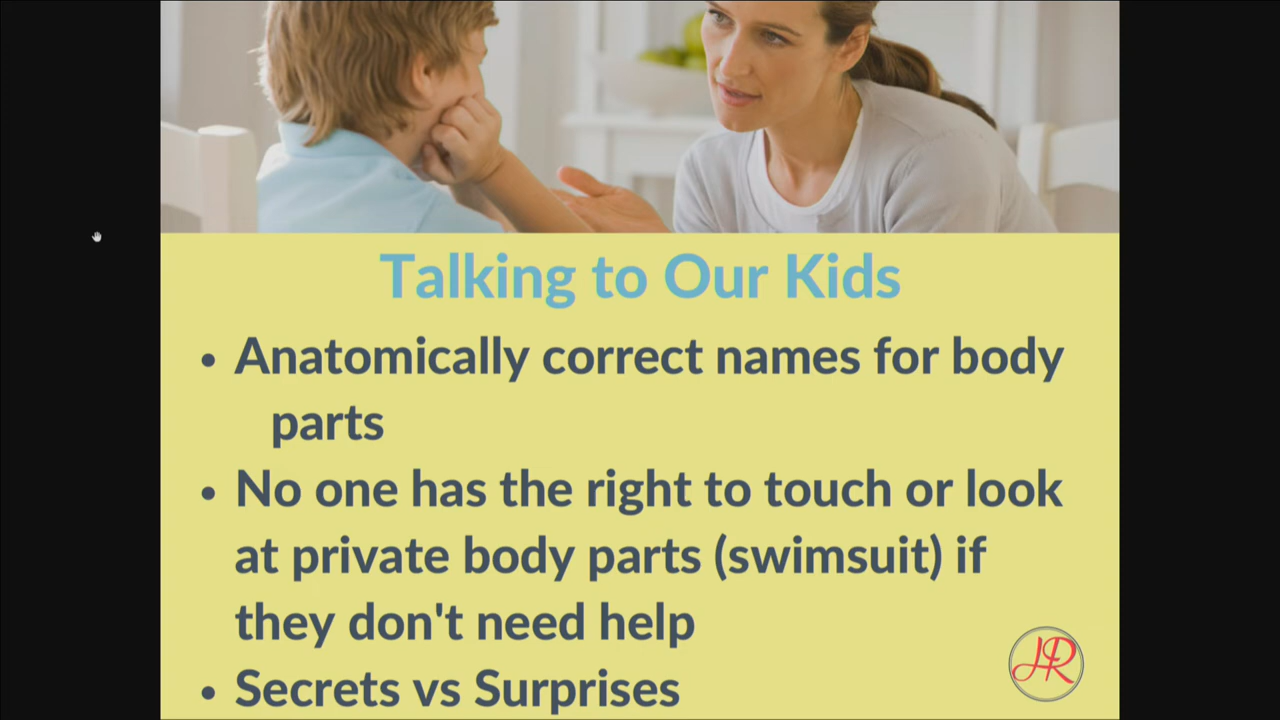 Talking to Our Kids
• Anatomically correct names for body
parts
• No one has the right to touch or look
at private body parts (swimsuit) if
they don't need help
• Secrets vs Surprises
JR